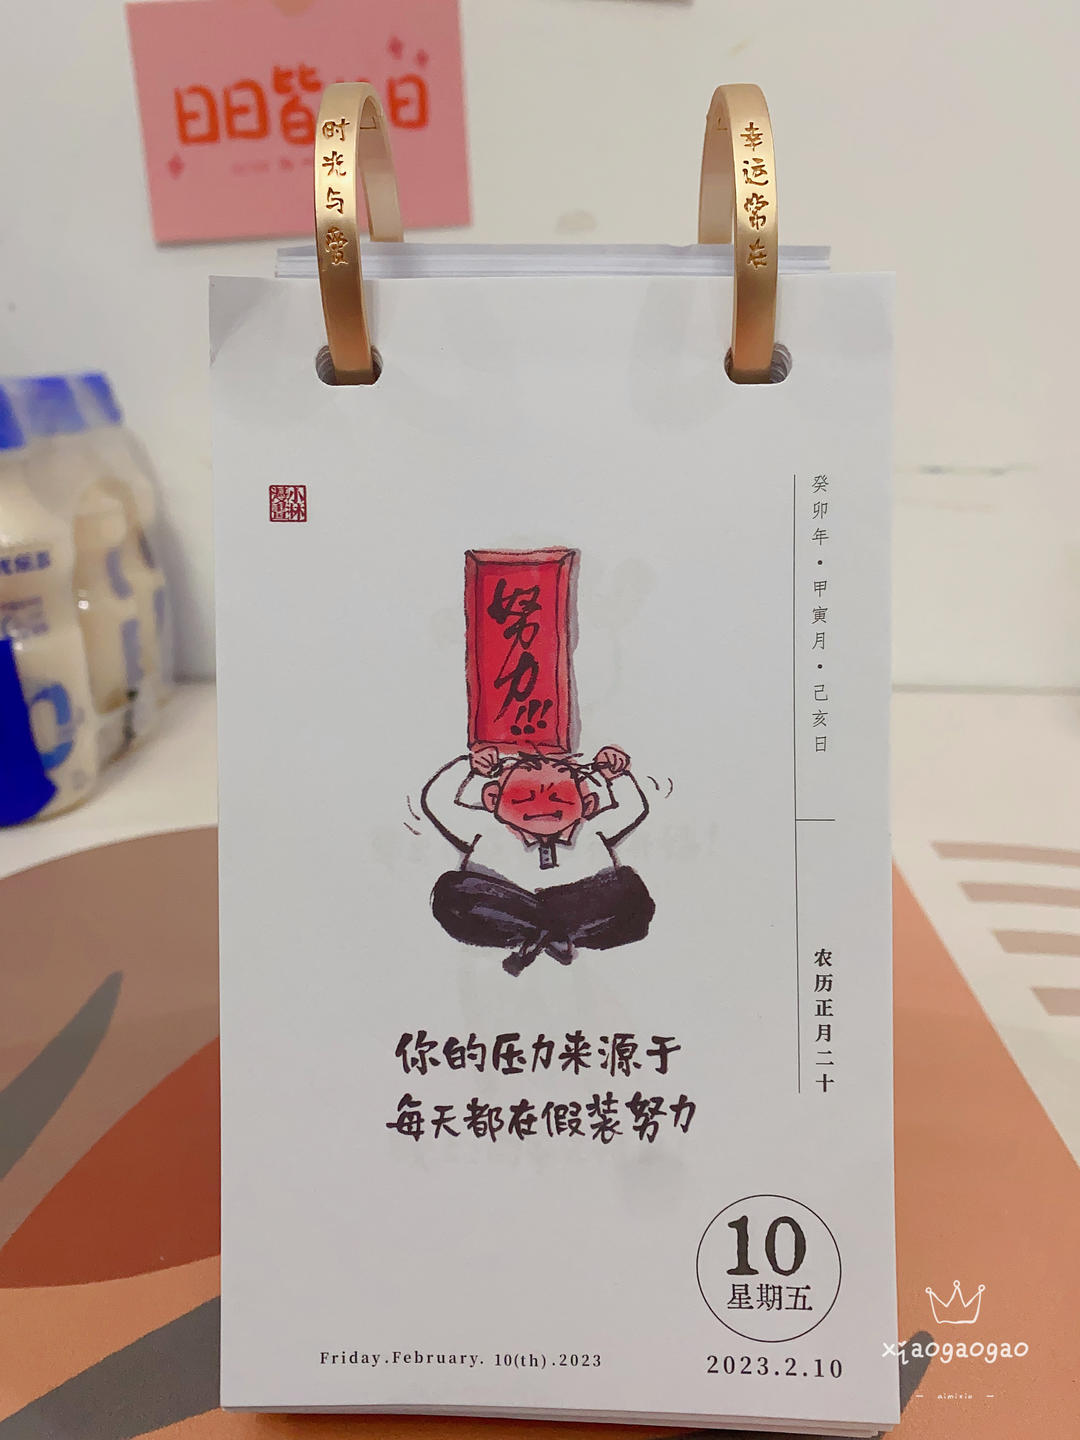 日日皆 日
时光与爱
幸运常在
小林
漫画
癸卯年·甲寅月·己亥日
努力!!!
农历正月二十
你的压力来源于
每天都在假装努力
10
星期五
Friday.February. 10(th).2023
2023.2.10
xiaogaogao
aimixiu